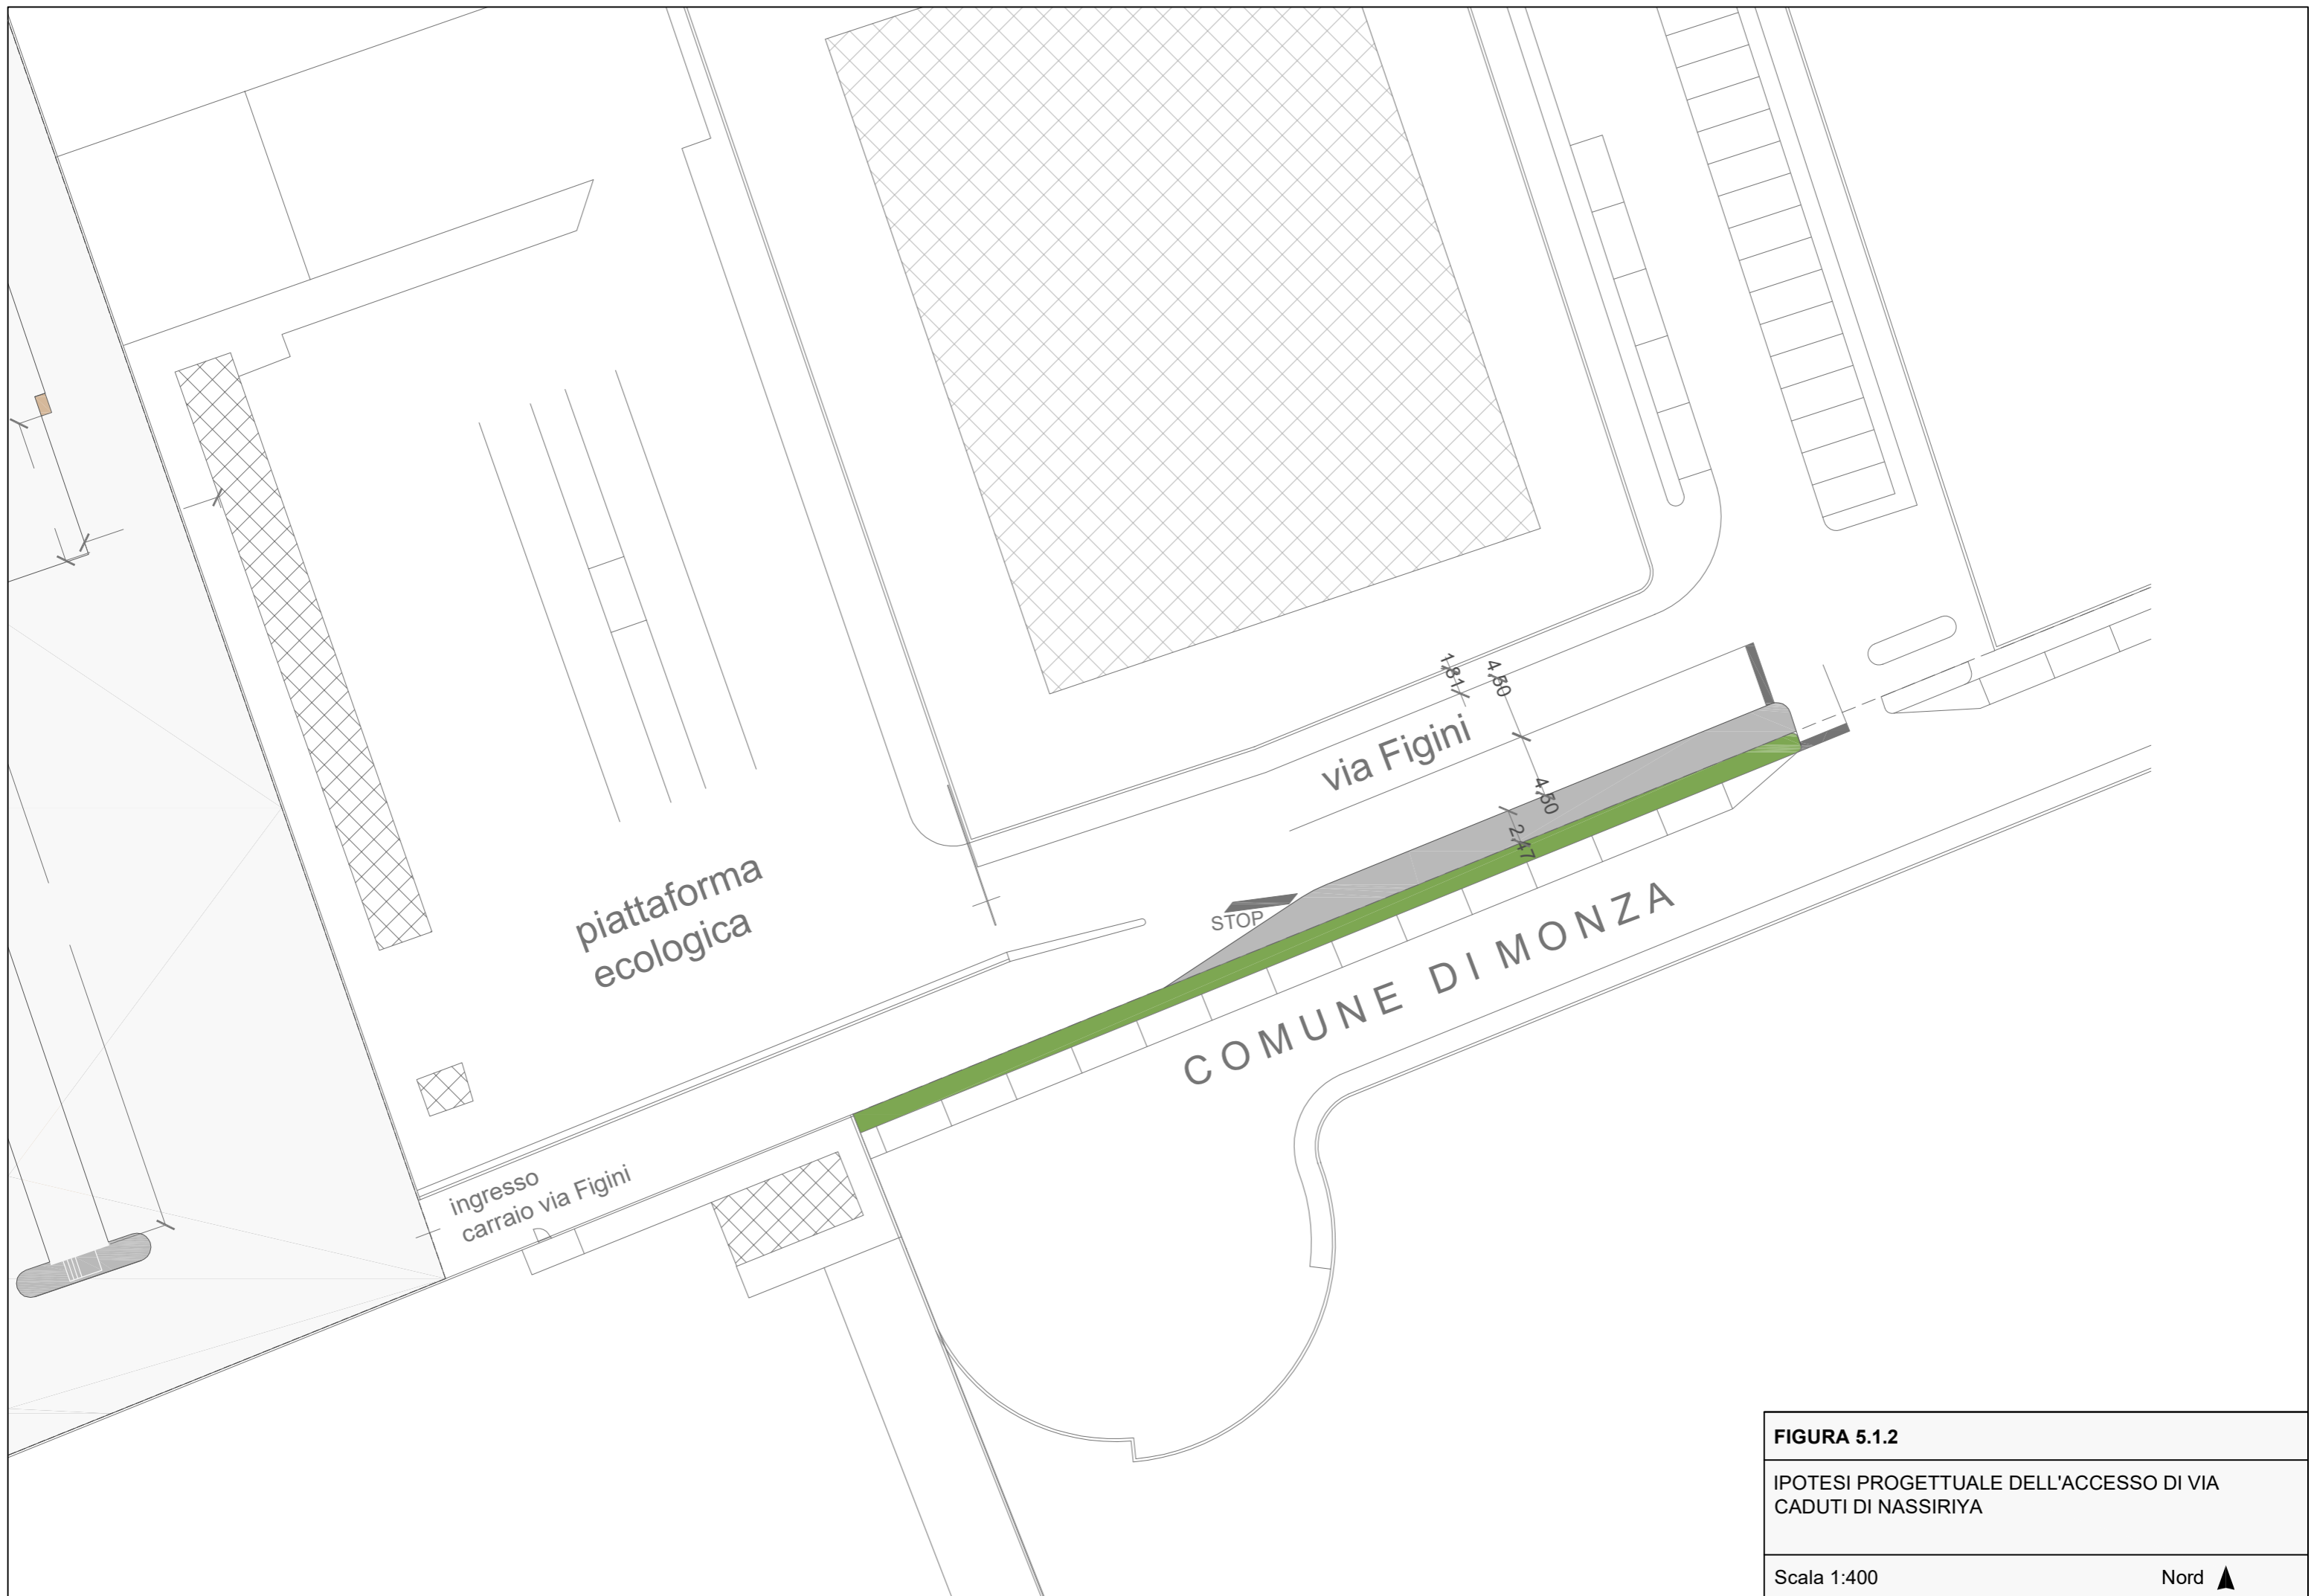 1,81
4,50
via Figini
4,50
2,47
STOP
piattaforma
ecologica
COMUNE DI MONZA
ingresso
carraio via Figini
FIGURA 5.1.2
IPOTESI PROGETTUALE DELL'ACCESSO DI VIA
CADUTI DI NASSIRIYA
Scala 1:400
Nord